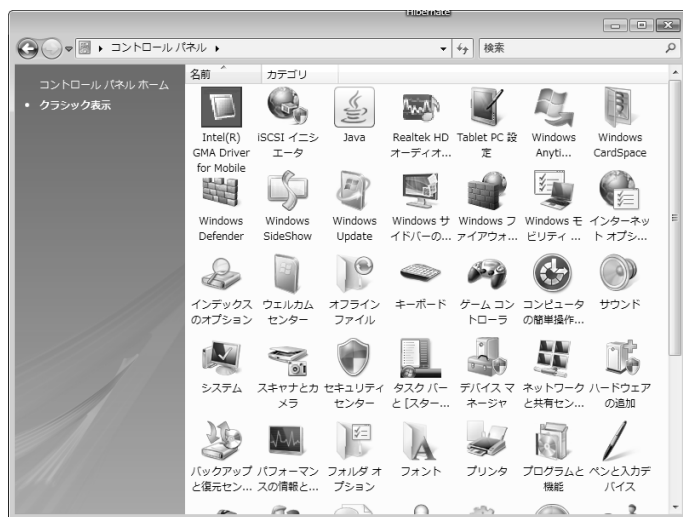 Hibernate
コントロール パネル
検索
コントロール パネル ホーム
クラシック表示
名前 カテゴリ
Intel(R)
GMA Driver
for Mobile
iSCSI イニシ
エータ
Java
Realtek HD
オーディオ...
Tablet PC 設
定
Windows
Anyti...
Windows
CardSpace
Windows
Defender
Windows
SideShow
Windows
Update
Windows サ
イドバーの...
Windows フ
ァイアウォ...
Windows モ
ビリティ ...
インターネッ
ト オプシ...
インデックス
のオプション
ウェルカム
センター
オフライン
ファイル
キーボード
ゲーム コン
トローラ
コンピュータ
の簡単操作...
サウンド
システム
スキャナとカ
メラ
セキュリティ
センター
タスク バー
と [スター...
デバイス マ
ネージャ
ネットワーク
と共有セン...
ハードウェア
の追加
バックアップ
と復元セン...
パフォーマン
スの情報と...
フォルダ オ
プション
フォント
プリンタ
プログラムと
機能
ペンと入力デ
バイス